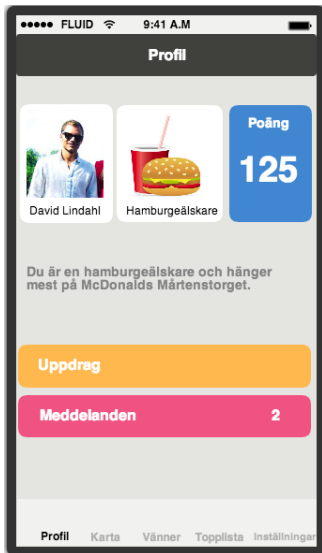 FLUID 9:41 A.M
Profil
Poäng
125
David Lindahl
Hamburgeälskare
Du är en hamburgeälskare och hänger
mest på McDonalds Mårtenstorget.
Uppdrag
Meddelanden 2
Profil Karta Vänner Topplista Inställningar